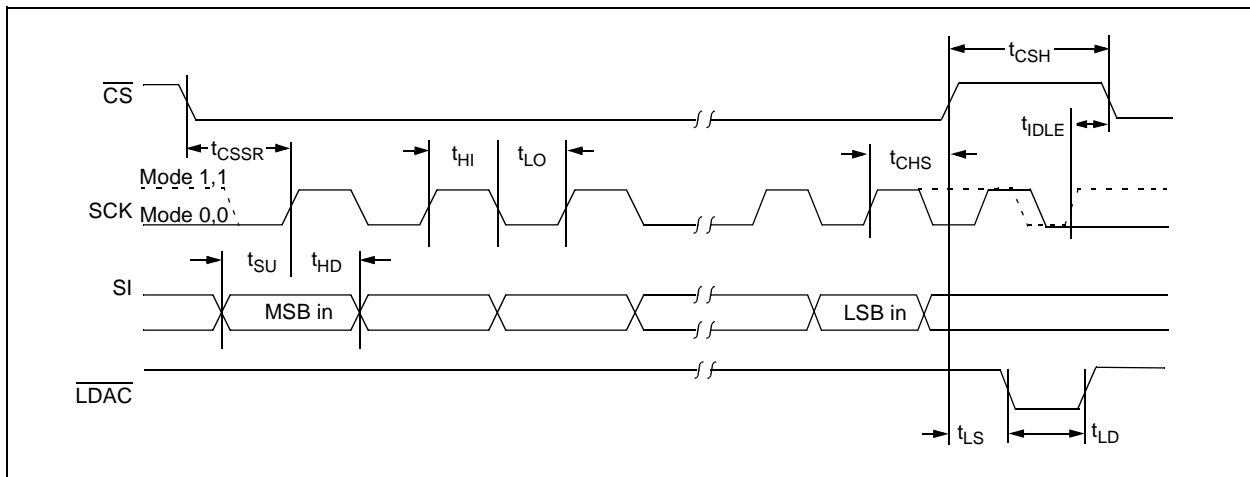 tCSH
CS
tIDLE
tCSSR
tHI
tLO
tCHS
Mode 1,1
SCK
Mode 0,0
tSU
tHD
SI
MSB in
LSB in
LDAC
tLS
tLD